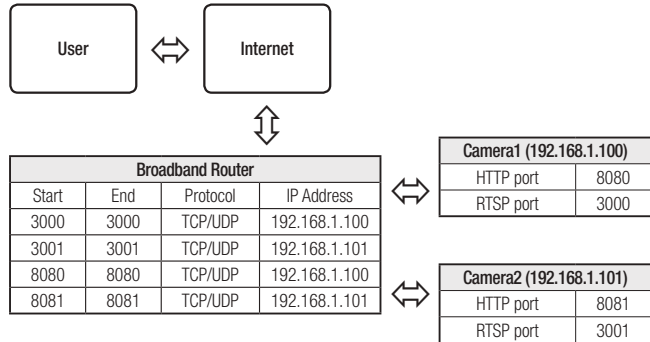 User
Internet
Broadband Router
Start End Protocol IP Address
3000 3000 TCP/UDP 192.168.1.100
3001 3001 TCP/UDP 192.168.1.101
8080 8080 TCP/UDP 192.168.1.100
8081 8081 TCP/UDP 192.168.1.101
Camera1 (192.168.1.100)
HTTP port 8080
RTSP port 3000
Camera2 (192.168.1.101)
HTTP port 8081
RTSP port 3001